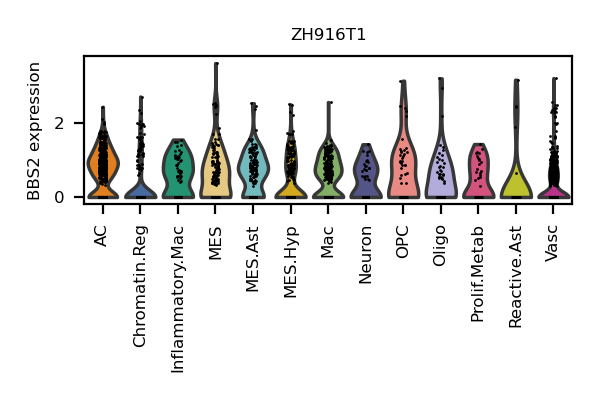 ZH916T1
BBS2 expression
2
0
AC
Chromatin.Reg
Inflammatory.Mac
MES
MES.Ast
MES.Hyp
Mac
Neuron
OPC
Oligo
Prolif.Metab
Reactive.Ast
Vasc